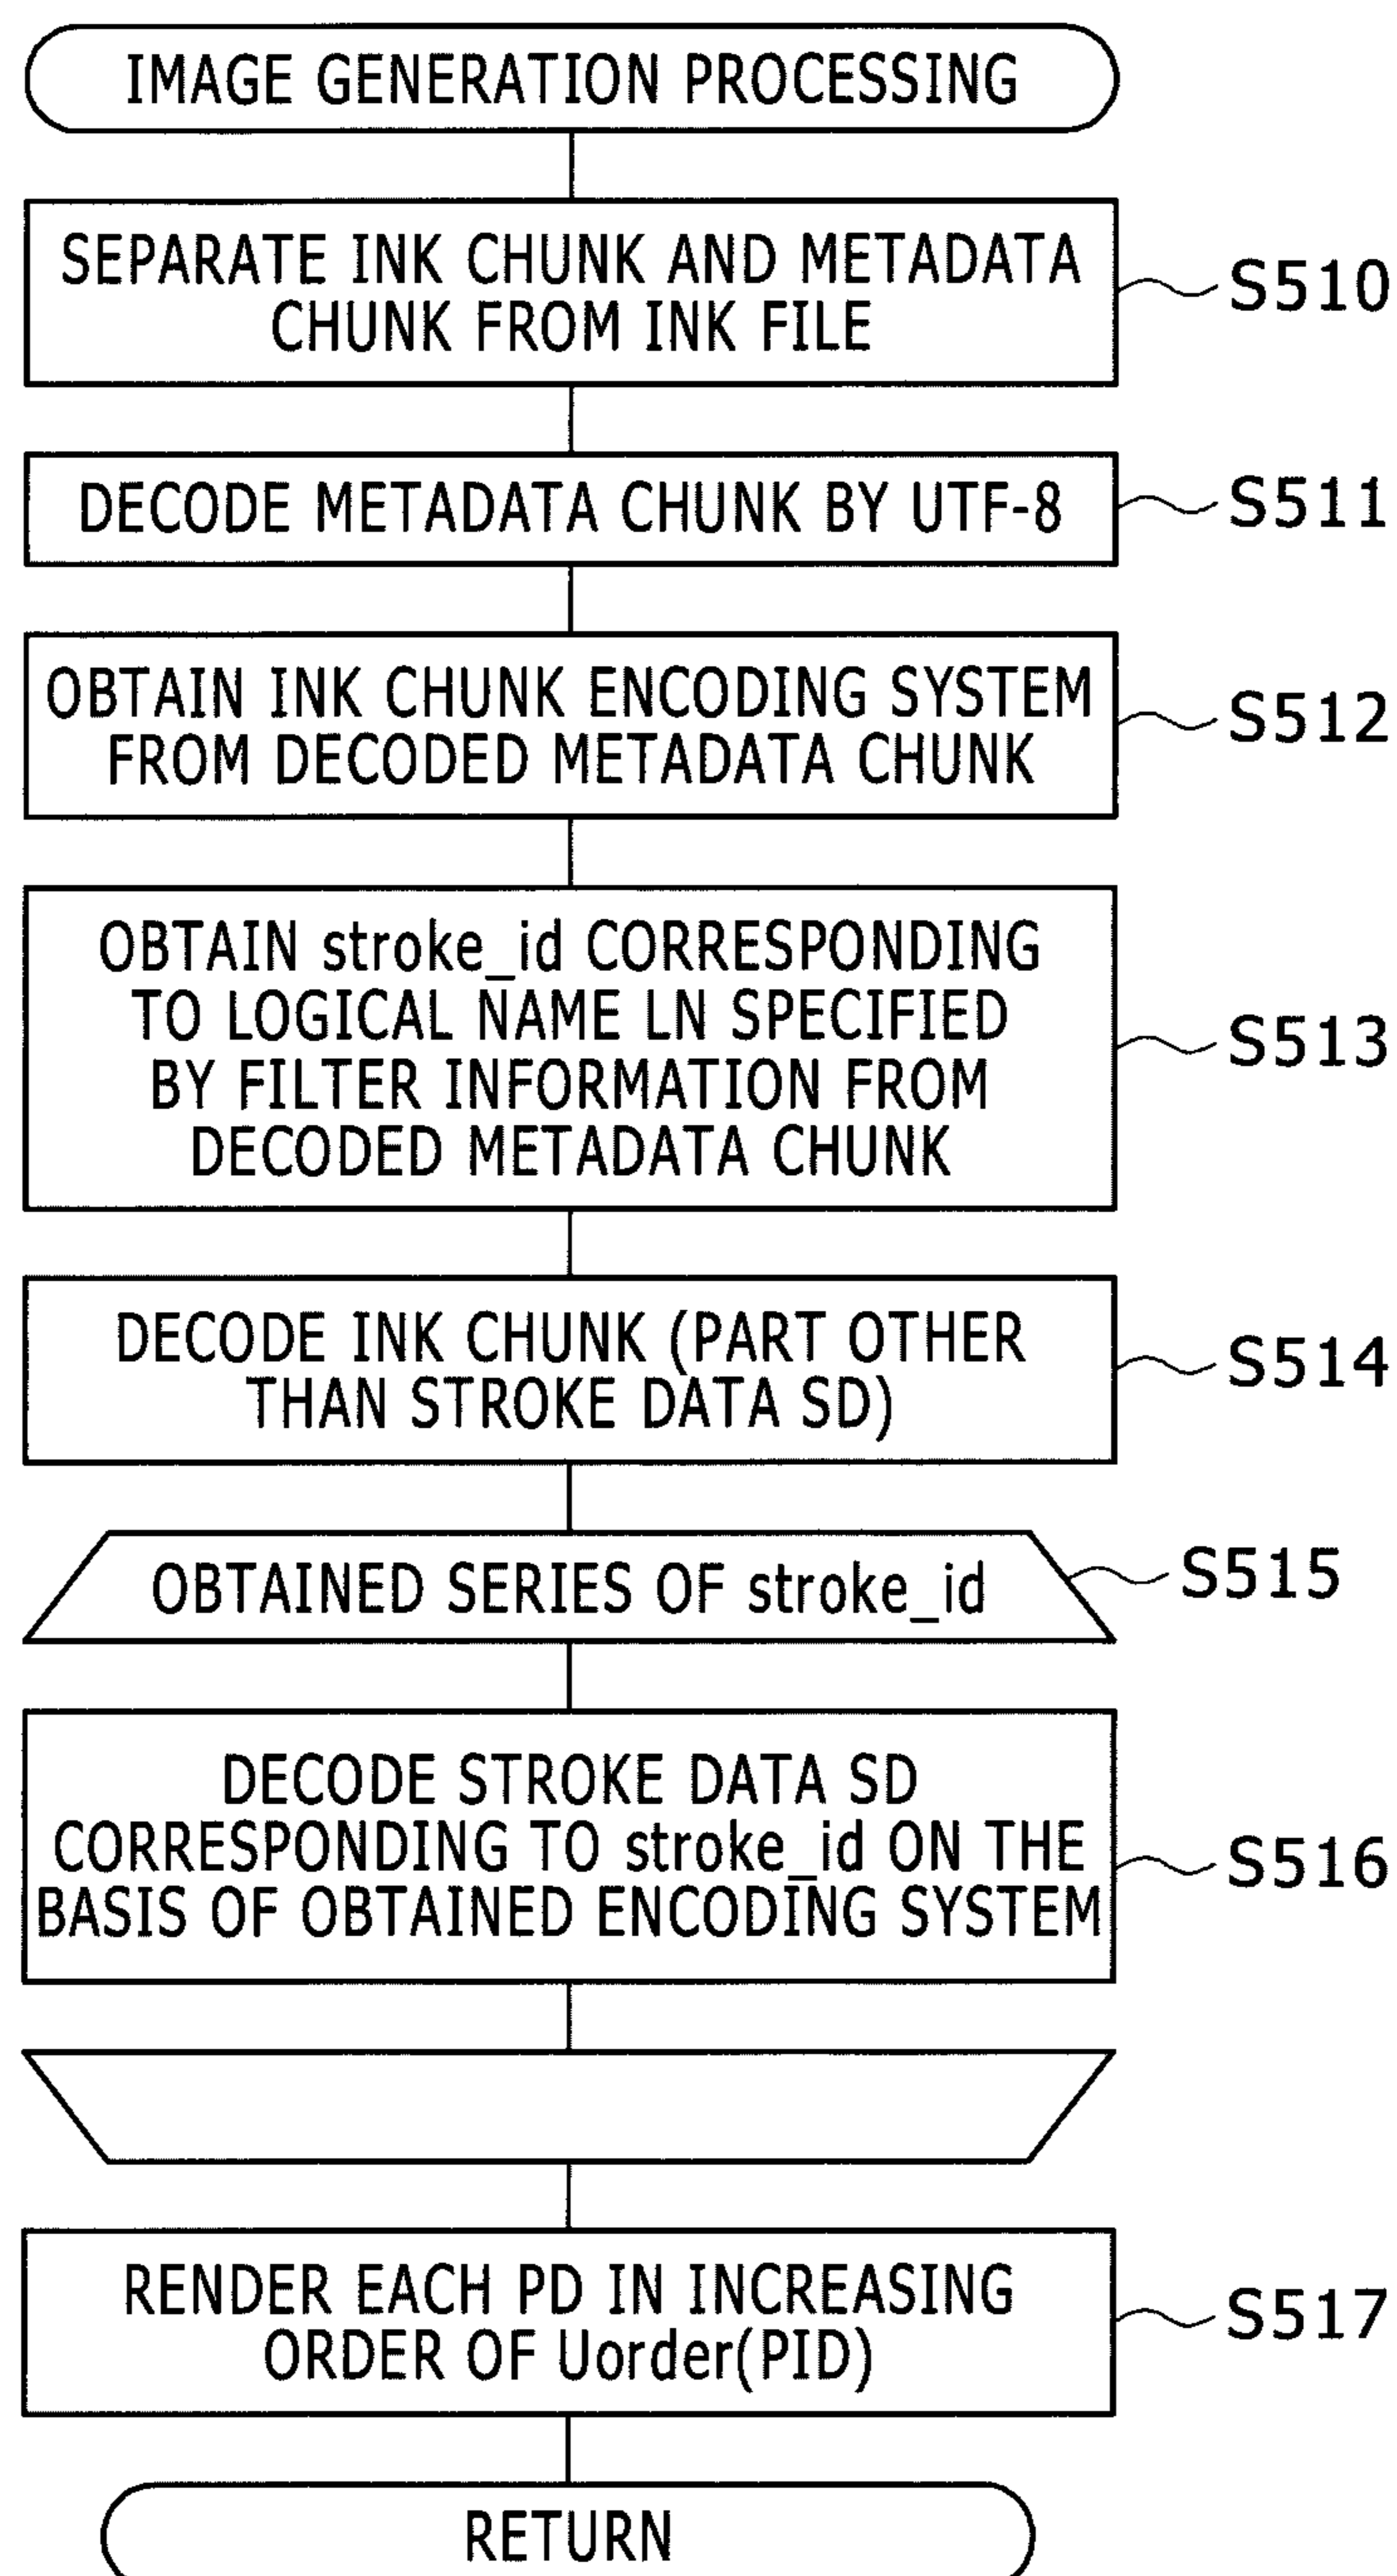 IMAGE GENERATION PROCESSING
SEPARATE INK CHUNK AND METADATA
CHUNK FROM INK FILE
S510
DECODE METADATA CHUNK BY UTF-8
S511
OBTAIN INK CHUNK ENCODING SYSTEM
FROM DECODED METADATA CHUNK
S512
OBTAIN stroke_id CORRESPONDING
TO LOGICAL NAME LN SPECIFIED
BY FILTER INFORMATION FROM
DECODED METADATA CHUNK
S513
DECODE INK CHUNK (PART OTHER
THAN STROKE DATA SD)
S514
OBTAINED SERIES OF stroke_id
S515
DECODE STROKE DATA SD
CORRESPONDING TO stroke_id ON THE
BASIS OF OBTAINED ENCODING SYSTEM
S516
RENDER EACH PD IN INCREASING
ORDER OF Uorder(PID)
S517
RETURN